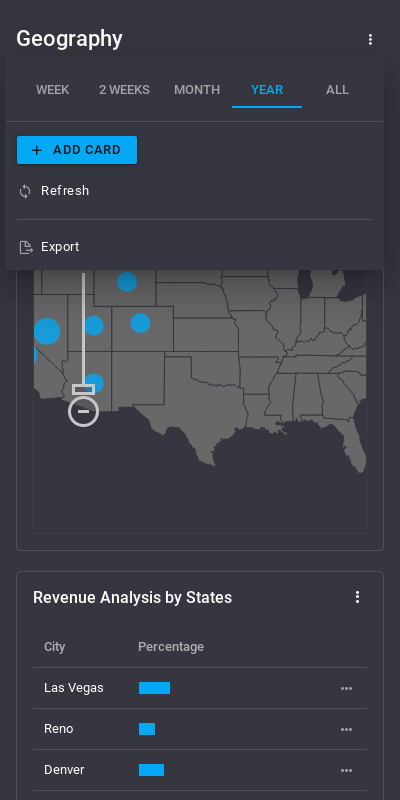 Geography
WEEK 2 WEEKS MONTH YEAR ALL
ADD CARD
Refresh
Export
Revenue Analysis by States
City Percentage
Las Vegas
Reno
Denver